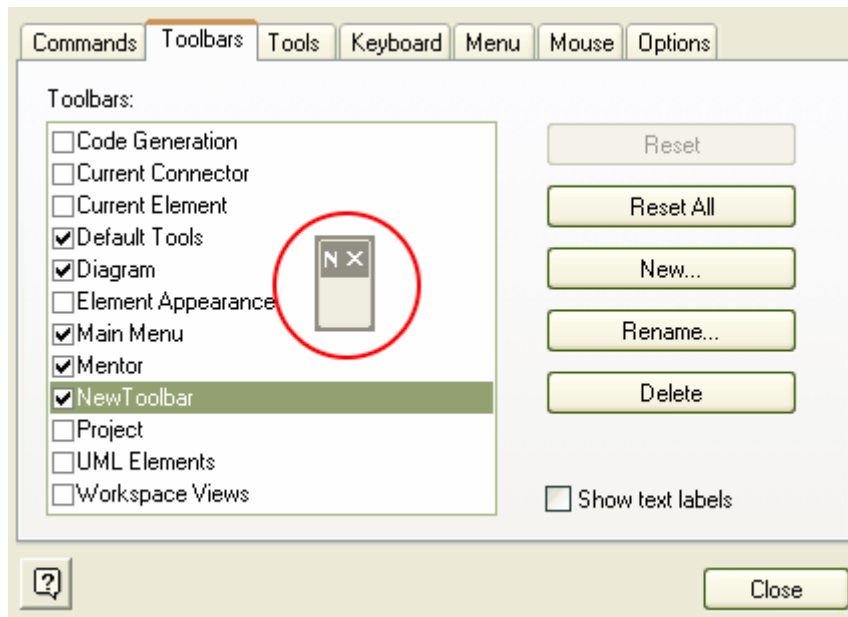 Commands Toolbars Tools Keyboard Menu Mouse Options
Toolbars:
Code Generation
Current Connector
Current Element
Default Tools
Diagram
Element Appearance
Main Menu
Mentor
NewToolbar
Project
UML Elements
Workspace Views
N X
Reset
Reset All
New...
Rename...
Delete
Show text labels
?
Close